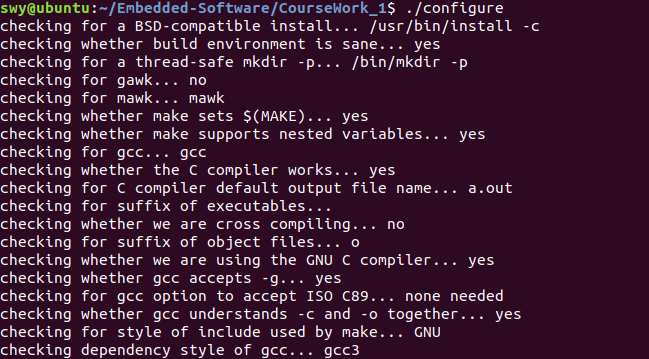 swy@ubuntu:~/Embedded-Software/CourseWork_1$ ./configure
checking for a BSD-compatible install... /usr/bin/install -c
checking whether build environment is sane... yes
checking for a thread-safe mkdir -p... /bin/mkdir -p
checking for gawk... no
checking for mawk... mawk
checking whether make sets $(MAKE)... yes
checking whether make supports nested variables... yes
checking for gcc... gcc
checking whether the C compiler works... yes
checking for C compiler default output file name... a.out
checking for suffix of executables...
checking whether we are cross compiling... no
checking for suffix of object files... o
checking whether we are using the GNU C compiler... yes
checking whether gcc accepts -g... yes
checking for gcc option to accept ISO C89... none needed
checking whether gcc understands -c and -o together... yes
checking for style of include used by make... GNU
checking dependency style of gcc... gcc3